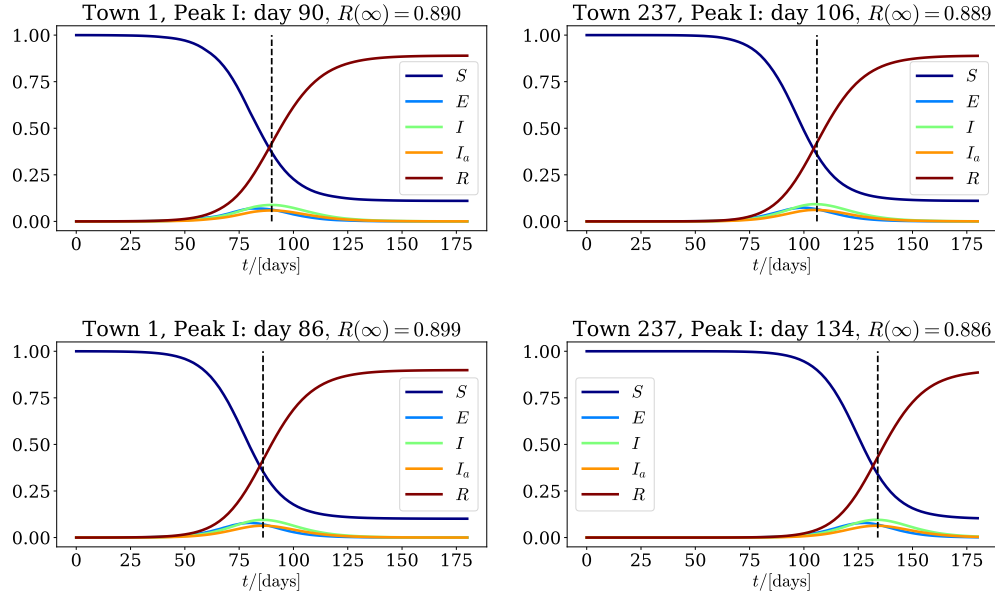 Town 1, Peak I: day 90, R(∞) = 0.890
1.00
0.75
0.50
0.25
0.00
S
E
I
I_a
R
0 25 50 75 100 125 150 175
t/[days]
Town 237, Peak I: day 106, R(∞) = 0.889
1.00
0.75
0.50
0.25
0.00
S
E
I
I_a
R
0 25 50 75 100 125 150 175
t/[days]
Town 1, Peak I: day 86, R(∞) = 0.899
1.00
0.75
0.50
0.25
0.00
S
E
I
I_a
R
0 25 50 75 100 125 150 175
t/[days]
Town 237, Peak I: day 134, R(∞) = 0.886
1.00
0.75
0.50
0.25
0.00
S
E
I
I_a
R
0 25 50 75 100 125 150 175
t/[days]